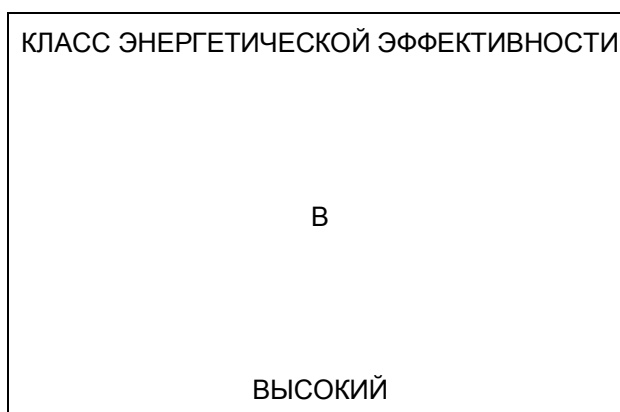 КЛАСС ЭНЕРГЕТИЧЕСКОЙ ЭФФЕКТИВНОСТИ
B
ВЫСОКИЙ